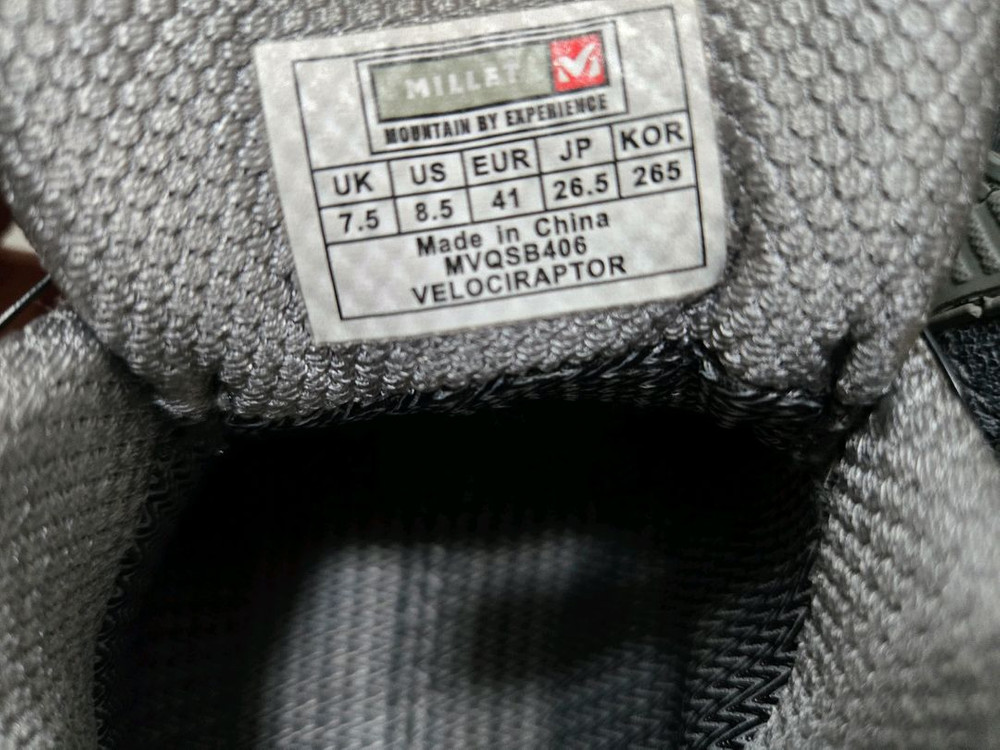 MILLET
MOUNTAIN BY EXPERIENCE
UK US EUR JP KOR
7.5 8.5 41 26.5 265
Made in China
MVQSB406
VELOCIRAPTOR